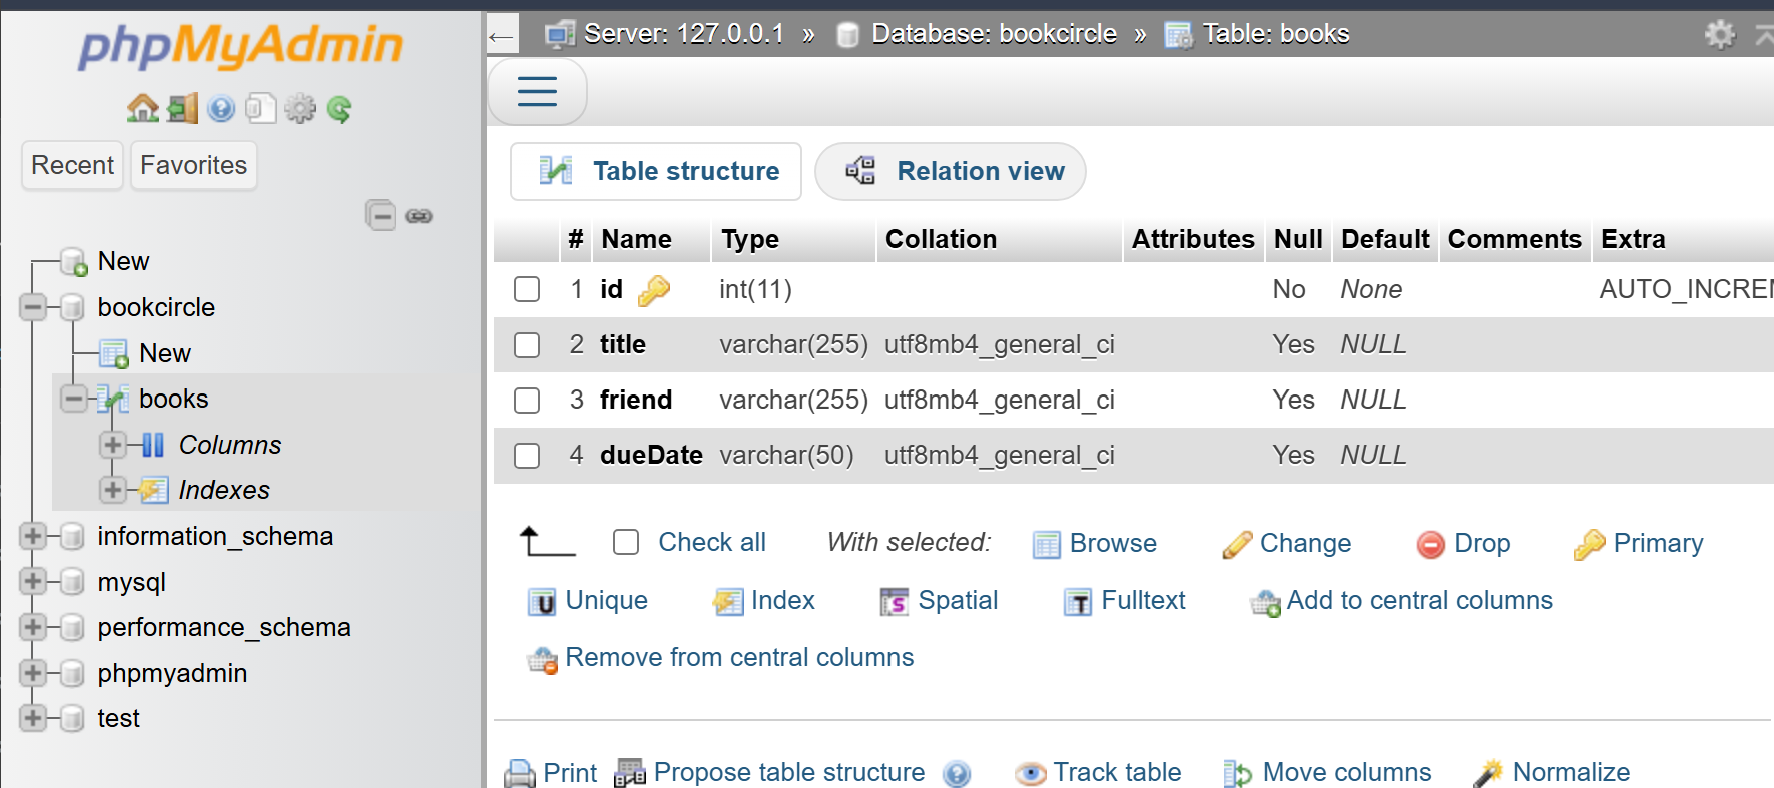 phpMyAdmin
Recent Favorites
New
bookcircle
New
books
Columns
Indexes
information_schema
mysql
performance_schema
phpmyadmin
test
Server: 127.0.0.1 » Database: bookcircle » Table: books
Table structure Relation view
# Name Type Collation Attributes Null Default Comments Extra
1 id int(11) No None AUTO_INCREM
2 title varchar(255) utf8mb4_general_ci Yes NULL
3 friend varchar(255) utf8mb4_general_ci Yes NULL
4 dueDate varchar(50) utf8mb4_general_ci Yes NULL
Check all With selected: Browse Change Drop Primary
Unique Index Spatial Fulltext Add to central columns
Remove from central columns
Print Propose table structure Track table Move columns Normalize